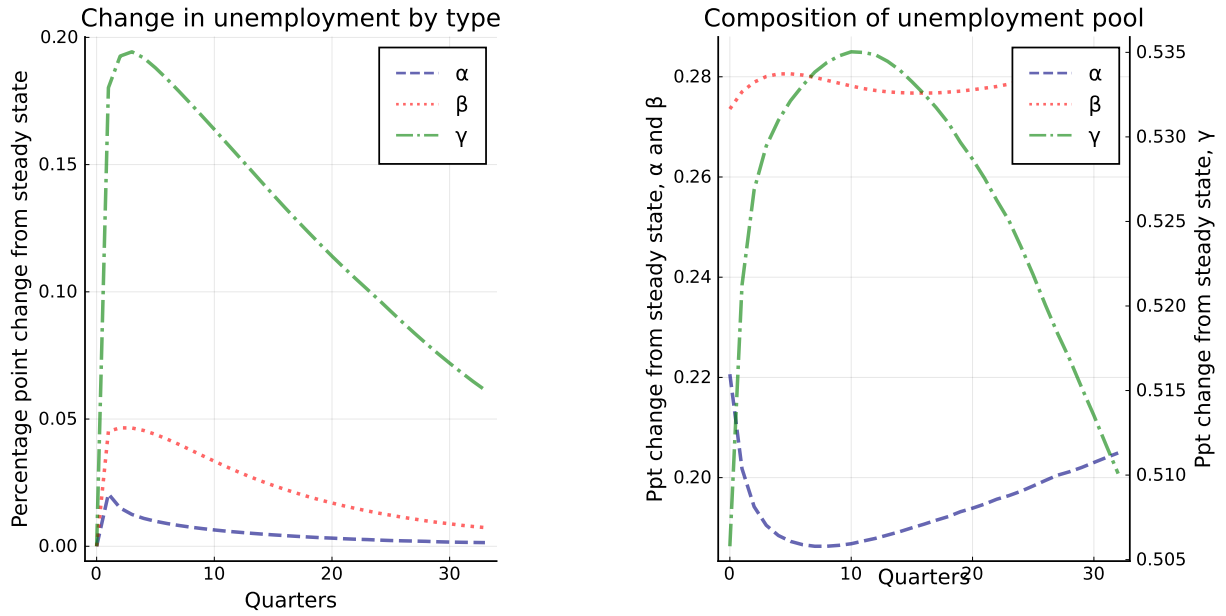 Change in unemployment by type
Percentage point change from steady state
0.20
0.15
0.10
0.05
0.00
0
10
20
30
Quarters
α
β
γ
Composition of unemployment pool
Ppt change from steady state, α and β
0.28
0.26
0.24
0.22
0.20
0
10
20
30
Quarters
α
β
γ
0.535
0.530
0.525
0.520
0.515
0.510
0.505
Ppt change from steady state, γ